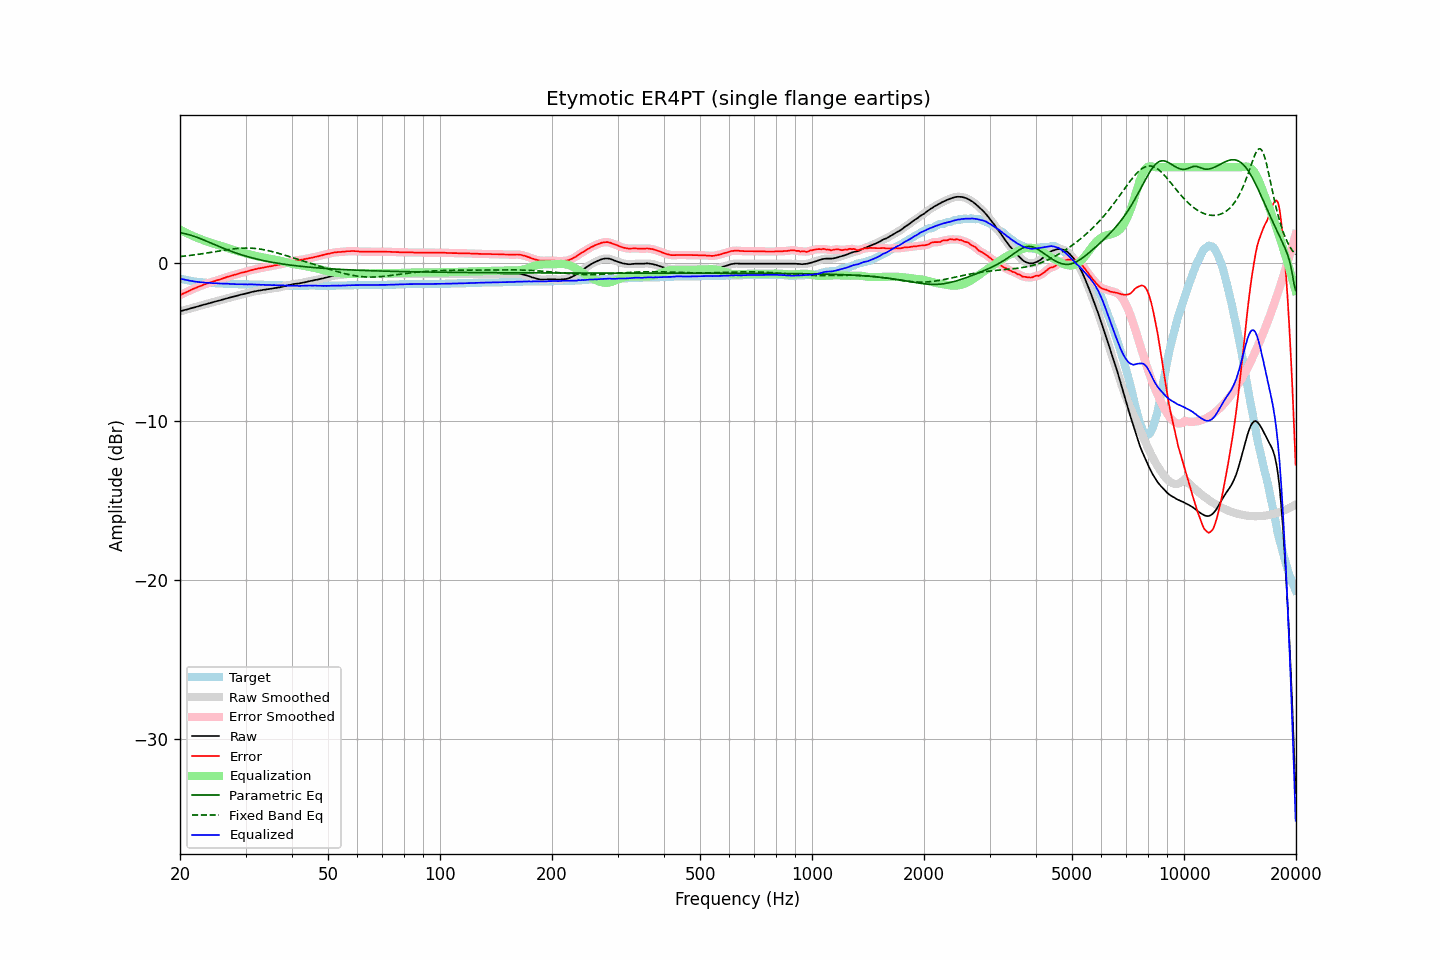 Etymotic ER4PT (single flange eartips)
Amplitude (dBr)
0
−10
−20
−30
Target
Raw Smoothed
Error Smoothed
Raw
Error
Equalization
Parametric Eq
Fixed Band Eq
Equalized
20 50 100 200 500 1000 2000 5000 10000 20000
Frequency (Hz)